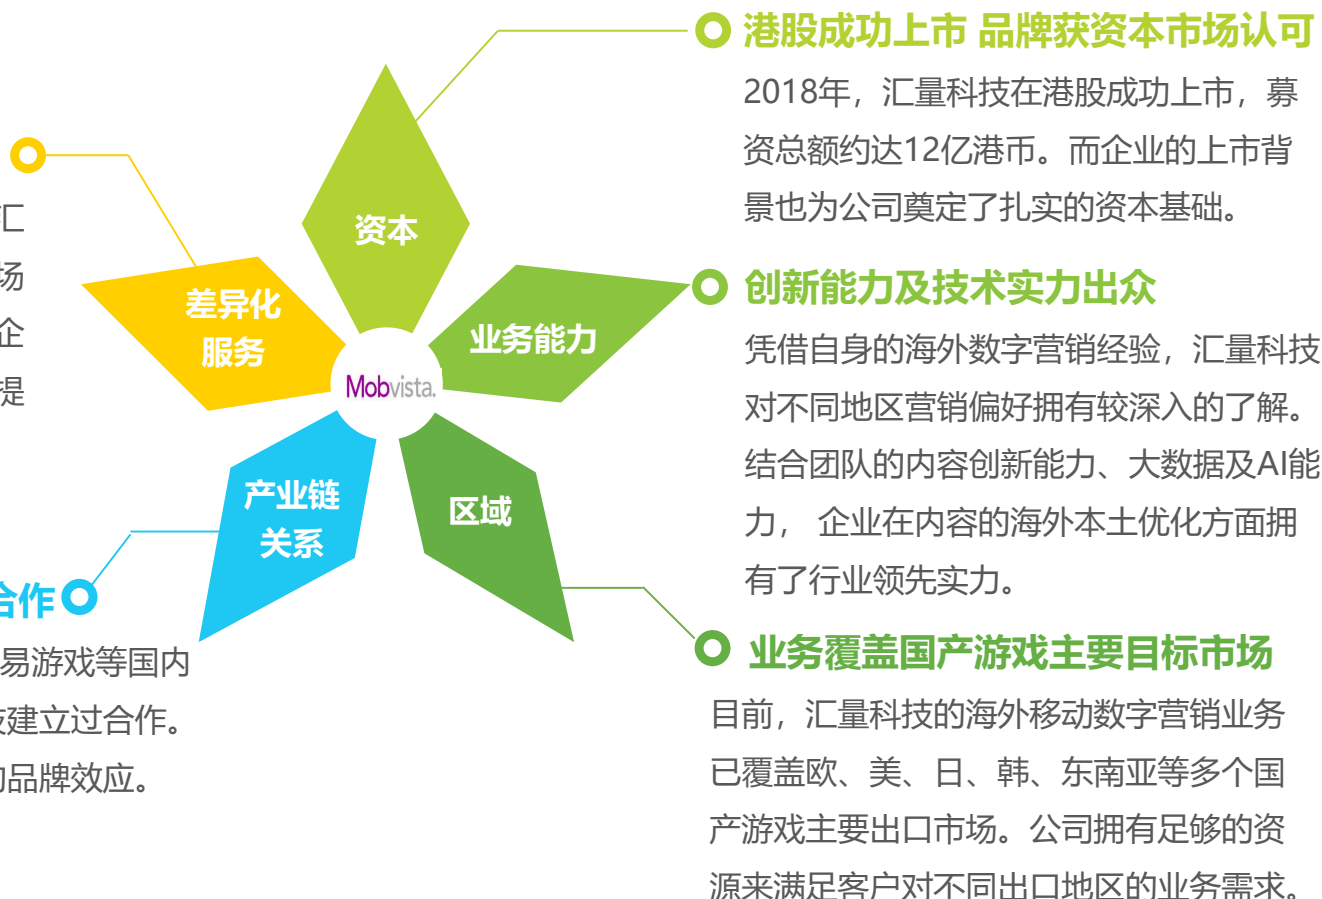 港股成功上市 品牌获资本市场认可
2018年，汇量科技在港股成功上市，募
资总额约达12亿港币。而企业的上市背
景也为公司奠定了扎实的资本基础。
创新能力及技术实力出众
凭借自身的海外数字营销经验，汇量科技
对不同地区营销偏好拥有较深入的了解。
结合团队的内容创新能力、大数据及AI能
力， 企业在内容的海外本土优化方面拥
有了行业领先实力。
业务覆盖国产游戏主要目标市场
目前，汇量科技的海外移动数字营销业务
已覆盖欧、美、日、韩、东南亚等多个国
产游戏主要出口市场。公司拥有足够的资
源来满足客户对不同出口地区的业务需求。
资本
差异化
服务
业务能力
Mobvista.
产业链
关系
区域
汇
场
企
提
合作
易游戏等国内
建立过合作。
品牌效应。